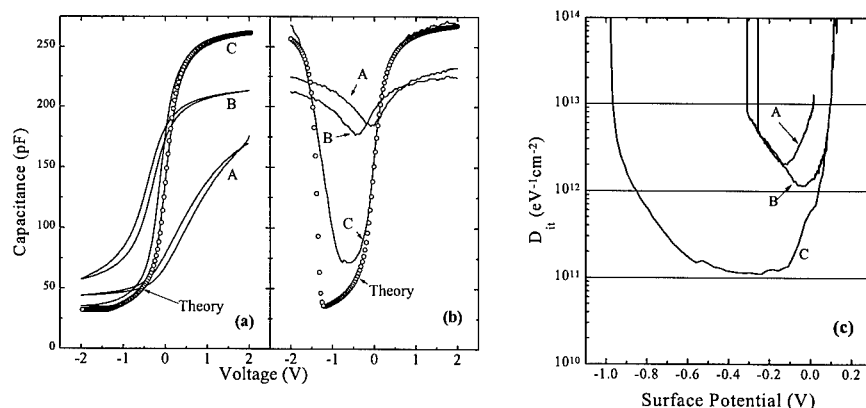 250
200
150
100
50
0
Capacitance (pF)
C
B
A
Theory
(a)
A
B
C
Theory
(b)
-2 -1 0 1 2
-2 -1 0 1 2
Voltage (V)
10^14
10^13
10^12
10^11
10^10
D_it (eV^-1cm^-2)
A
B
C
(c)
-1.0 -0.8 -0.6 -0.4 -0.2 0.0 0.2
Surface Potential (V)